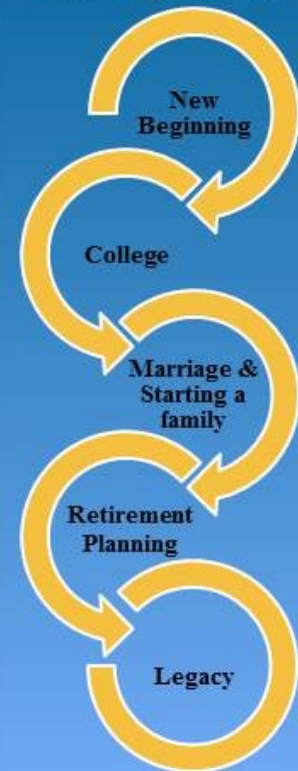 New
Beginning
College
Marriage &
Starting a
family
Retirement
Planning
Legacy